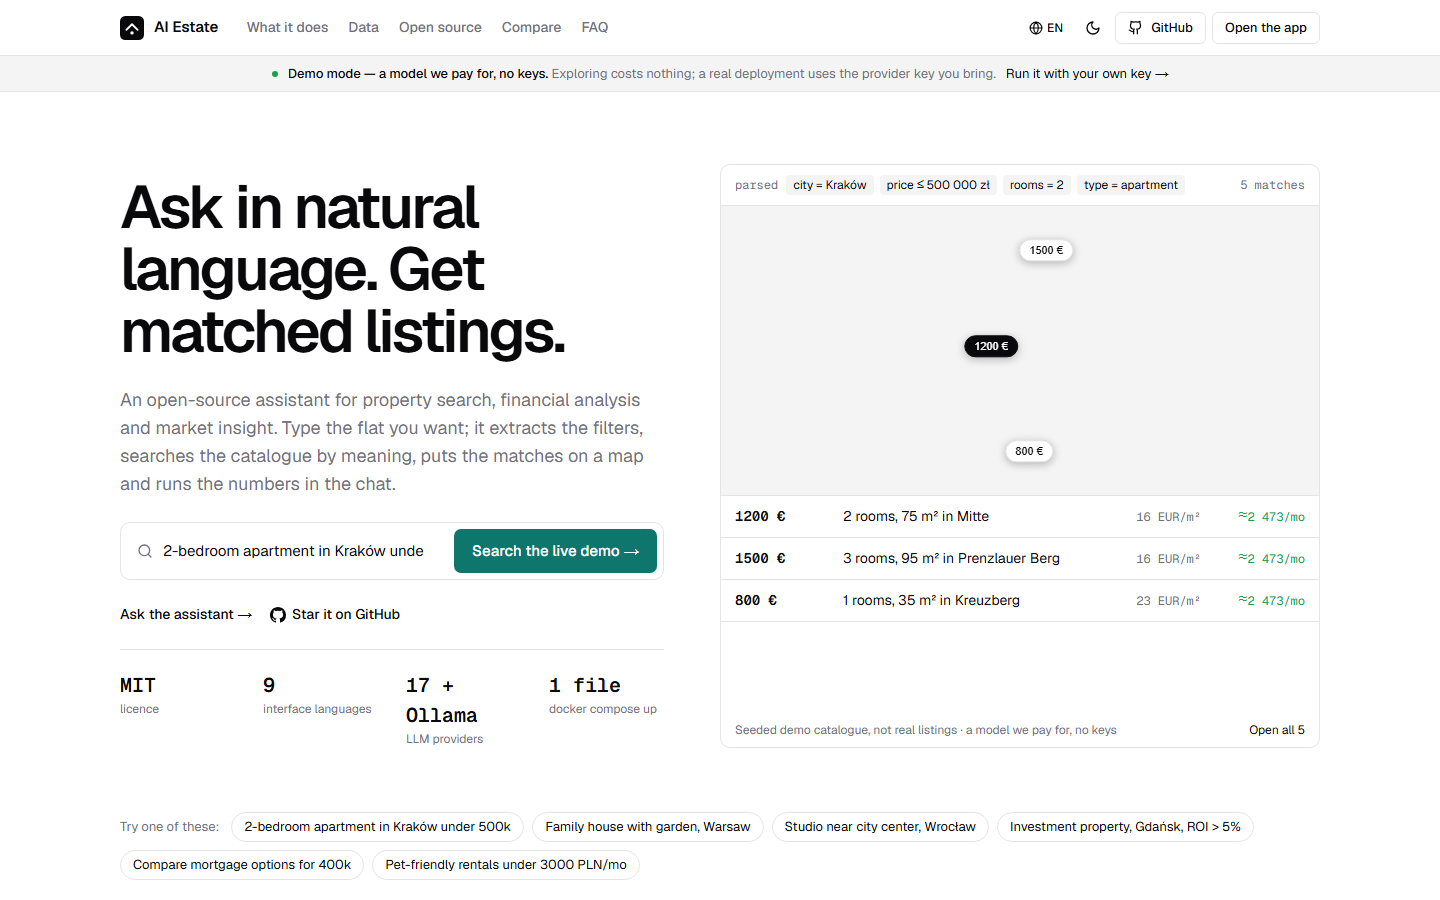 AI Estate
What it does
Data
Open source
Compare
FAQ
EN
GitHub
Open the app
Demo mode — a model we pay for, no keys. Exploring costs nothing; a real deployment uses the provider key you bring. Run it with your own key →
Ask in natural
language. Get
matched listings.
An open-source assistant for property search, financial analysis
and market insight. Type the flat you want; it extracts the filters,
searches the catalogue by meaning, puts the matches on a map
and runs the numbers in the chat.
2-bedroom apartment in Kraków unde
Search the live demo →
Ask the assistant →
Star it on GitHub
MIT
licence
9
interface languages
17 +
Ollama
LLM providers
1 file
docker compose up
parsed
city = Kraków
price ≤ 500 000 zł
rooms = 2
type = apartment
5 matches
1500 €
1200 €
800 €
1200 € 2 rooms, 75 m² in Mitte 16 EUR/m² ≈2 473/mo
1500 € 3 rooms, 95 m² in Prenzlauer Berg 16 EUR/m² ≈2 473/mo
800 € 1 rooms, 35 m² in Kreuzberg 23 EUR/m² ≈2 473/mo
Seeded demo catalogue, not real listings · a model we pay for, no keys
Open all 5
Try one of these:
2-bedroom apartment in Kraków under 500k
Family house with garden, Warsaw
Studio near city center, Wrocław
Investment property, Gdańsk, ROI > 5%
Compare mortgage options for 400k
Pet-friendly rentals under 3000 PLN/mo